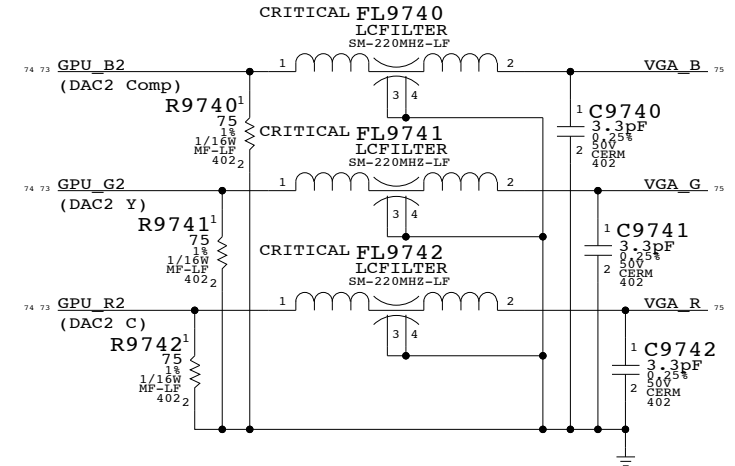 CRITICAL FL9740
LCFILTER
SM-220MHZ-LF
74 73 GPU_B2 1 2 VGA_B 75
(DAC2 Comp)
3 4
R9740 1
75
1%
1/16W
MF-LF
402 2
1 C9740
3.3pF
0.25%
2 50V
CERM
402
CRITICAL FL9741
LCFILTER
SM-220MHZ-LF
74 73 GPU_G2 1 2 VGA_G 75
(DAC2 Y)
3 4
R9741 1
75
1%
1/16W
MF-LF
402 2
1 C9741
3.3pF
0.25%
2 50V
CERM
402
CRITICAL FL9742
LCFILTER
SM-220MHZ-LF
74 73 GPU_R2 1 2 VGA_R 75
(DAC2 C)
3 4
R9742 1
75
1%
1/16W
MF-LF
402 2
1 C9742
3.3pF
0.25%
2 50V
CERM
402